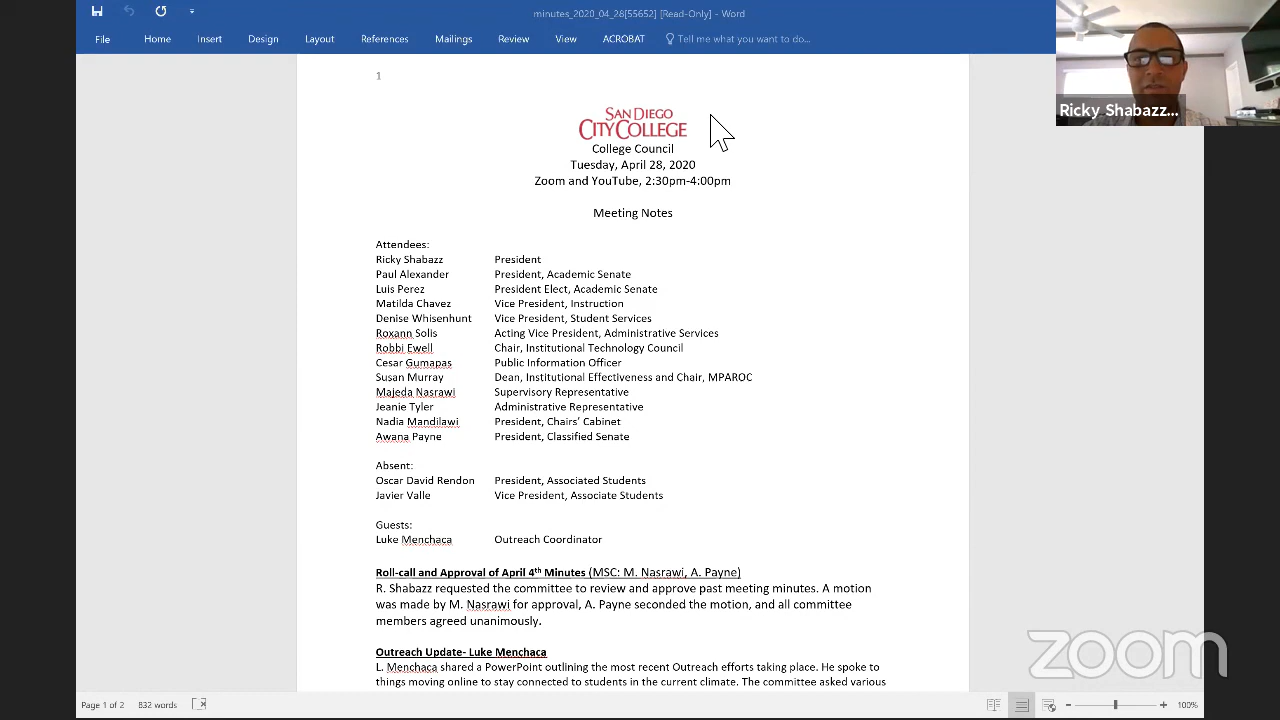 minutes_2020_04_28[55652] [Read-Only] - Word
File Home Insert Design Layout References Mailings Review View ACROBAT Tell me what you want to do...
Ricky Shabazz...
1
SAN DIEGO
CITY COLLEGE
College Council
Tuesday, April 28, 2020
Zoom and YouTube, 2:30pm-4:00pm
Meeting Notes
Attendees:
Ricky Shabazz President
Paul Alexander President, Academic Senate
Luis Perez President Elect, Academic Senate
Matilda Chavez Vice President, Instruction
Denise Whisenhunt Vice President, Student Services
Roxann Solis Acting Vice President, Administrative Services
Robbi Ewell Chair, Institutional Technology Council
Cesar Gumapas Public Information Officer
Susan Murray Dean, Institutional Effectiveness and Chair, MPAROC
Majeda Nasrawi Supervisory Representative
Jeanie Tyler Administrative Representative
Nadia Mandilawi President, Chairs' Cabinet
Awana Payne President, Classified Senate
Absent:
Oscar David Rendon President, Associated Students
Javier Valle Vice President, Associate Students
Guests:
Luke Menchaca Outreach Coordinator
Roll-call and Approval of April 4th Minutes (MSC: M. Nasrawi, A. Payne)
R. Shabazz requested the committee to review and approve past meeting minutes. A motion
was made by M. Nasrawi for approval, A. Payne seconded the motion, and all committee
members agreed unanimously.
Outreach Update- Luke Menchaca
L. Menchaca shared a PowerPoint outlining the most recent Outreach efforts taking place. He spoke to
things moving online to stay connected to students in the current climate. The committee asked various
zoom
Page 1 of 2 832 words 100%